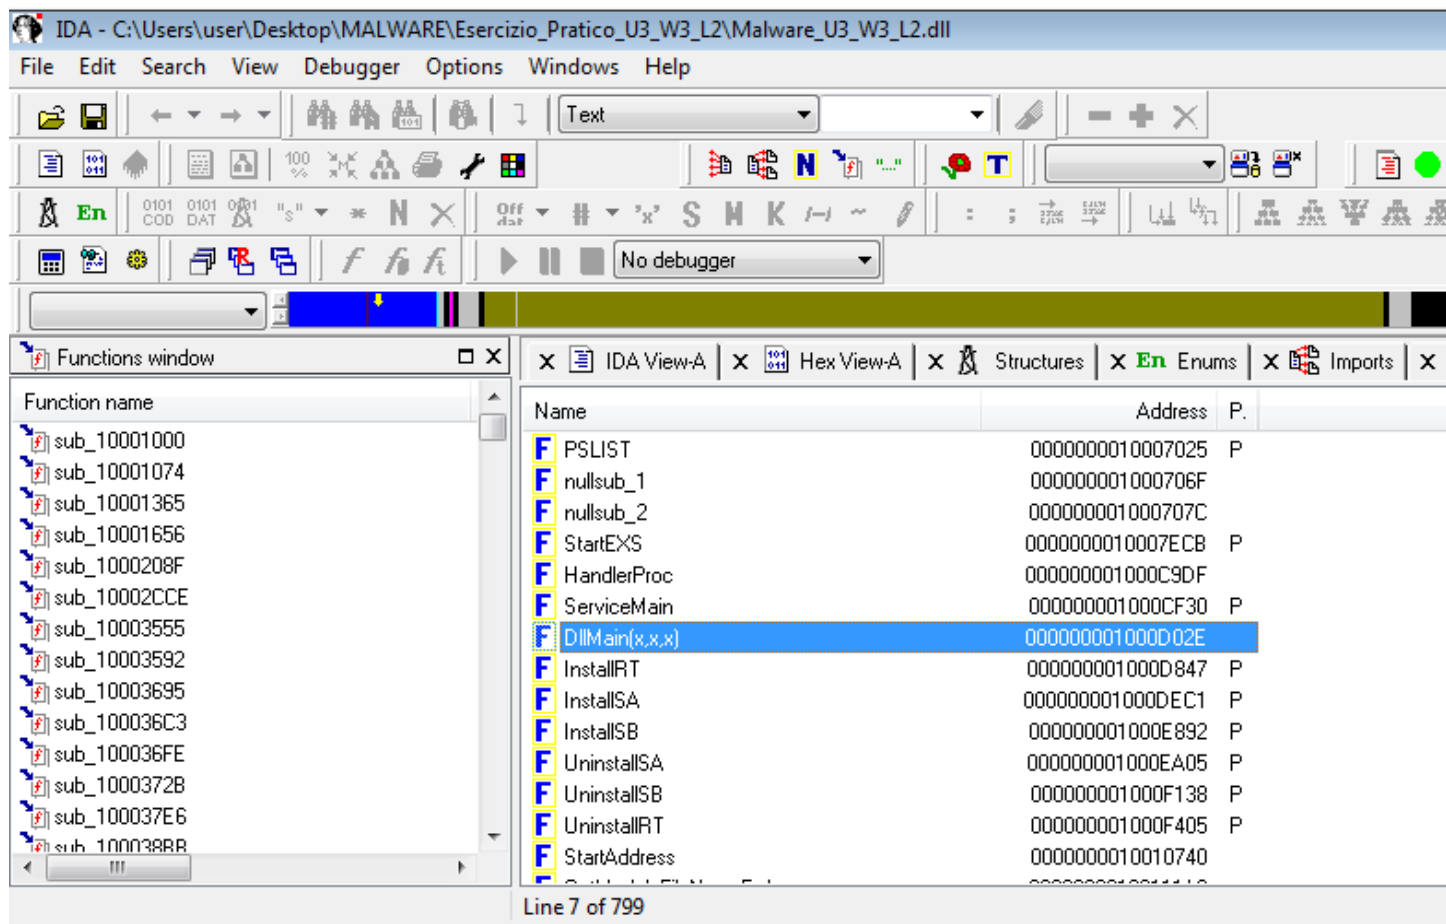 IDA - C:\Users\user\Desktop\MALWARE\Esercizio_Pratico_U3_W3_L2\Malware_U3_W3_L2.dll
File Edit Search View Debugger Options Windows Help
Text
En
No debugger
Functions window
IDA View-A
Hex View-A
Structures
En Enums
Imports
Function name
sub_10001000
sub_10001074
sub_10001365
sub_10001656
sub_1000208F
sub_10002CCE
sub_10003555
sub_10003592
sub_10003695
sub_100036C3
sub_100036FE
sub_1000372B
sub_100037E6
sub_100038BB
Name Address P.
F PSLIST 0000000010007025 P
F nullsub_1 000000001000706F
F nullsub_2 000000001000707C
F StartEXS 0000000010007ECB P
F HandlerProc 000000001000C9DF
F ServiceMain 000000001000CF30 P
F DllMain(x,x,x) 000000001000D02E
F InstallRT 000000001000D847 P
F InstallSA 000000001000DEC1 P
F InstallSB 000000001000E892 P
F UninstallSA 000000001000EA05 P
F UninstallSB 000000001000F138 P
F UninstallRT 000000001000F405 P
F StartAddress 0000000010010740
Line 7 of 799